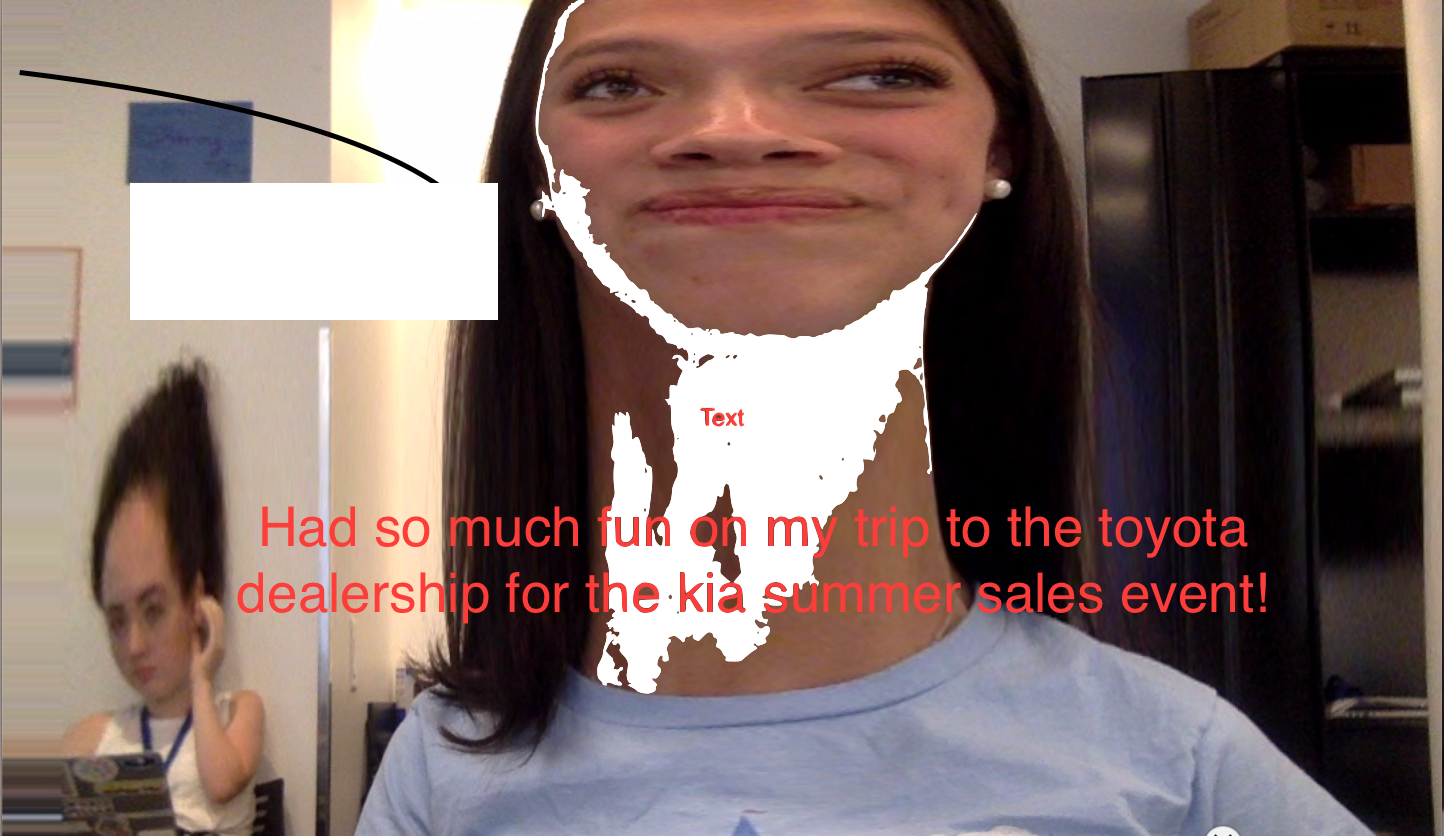 Text
Had so much fun on my trip to the toyota
dealership for the kia summer sales event!